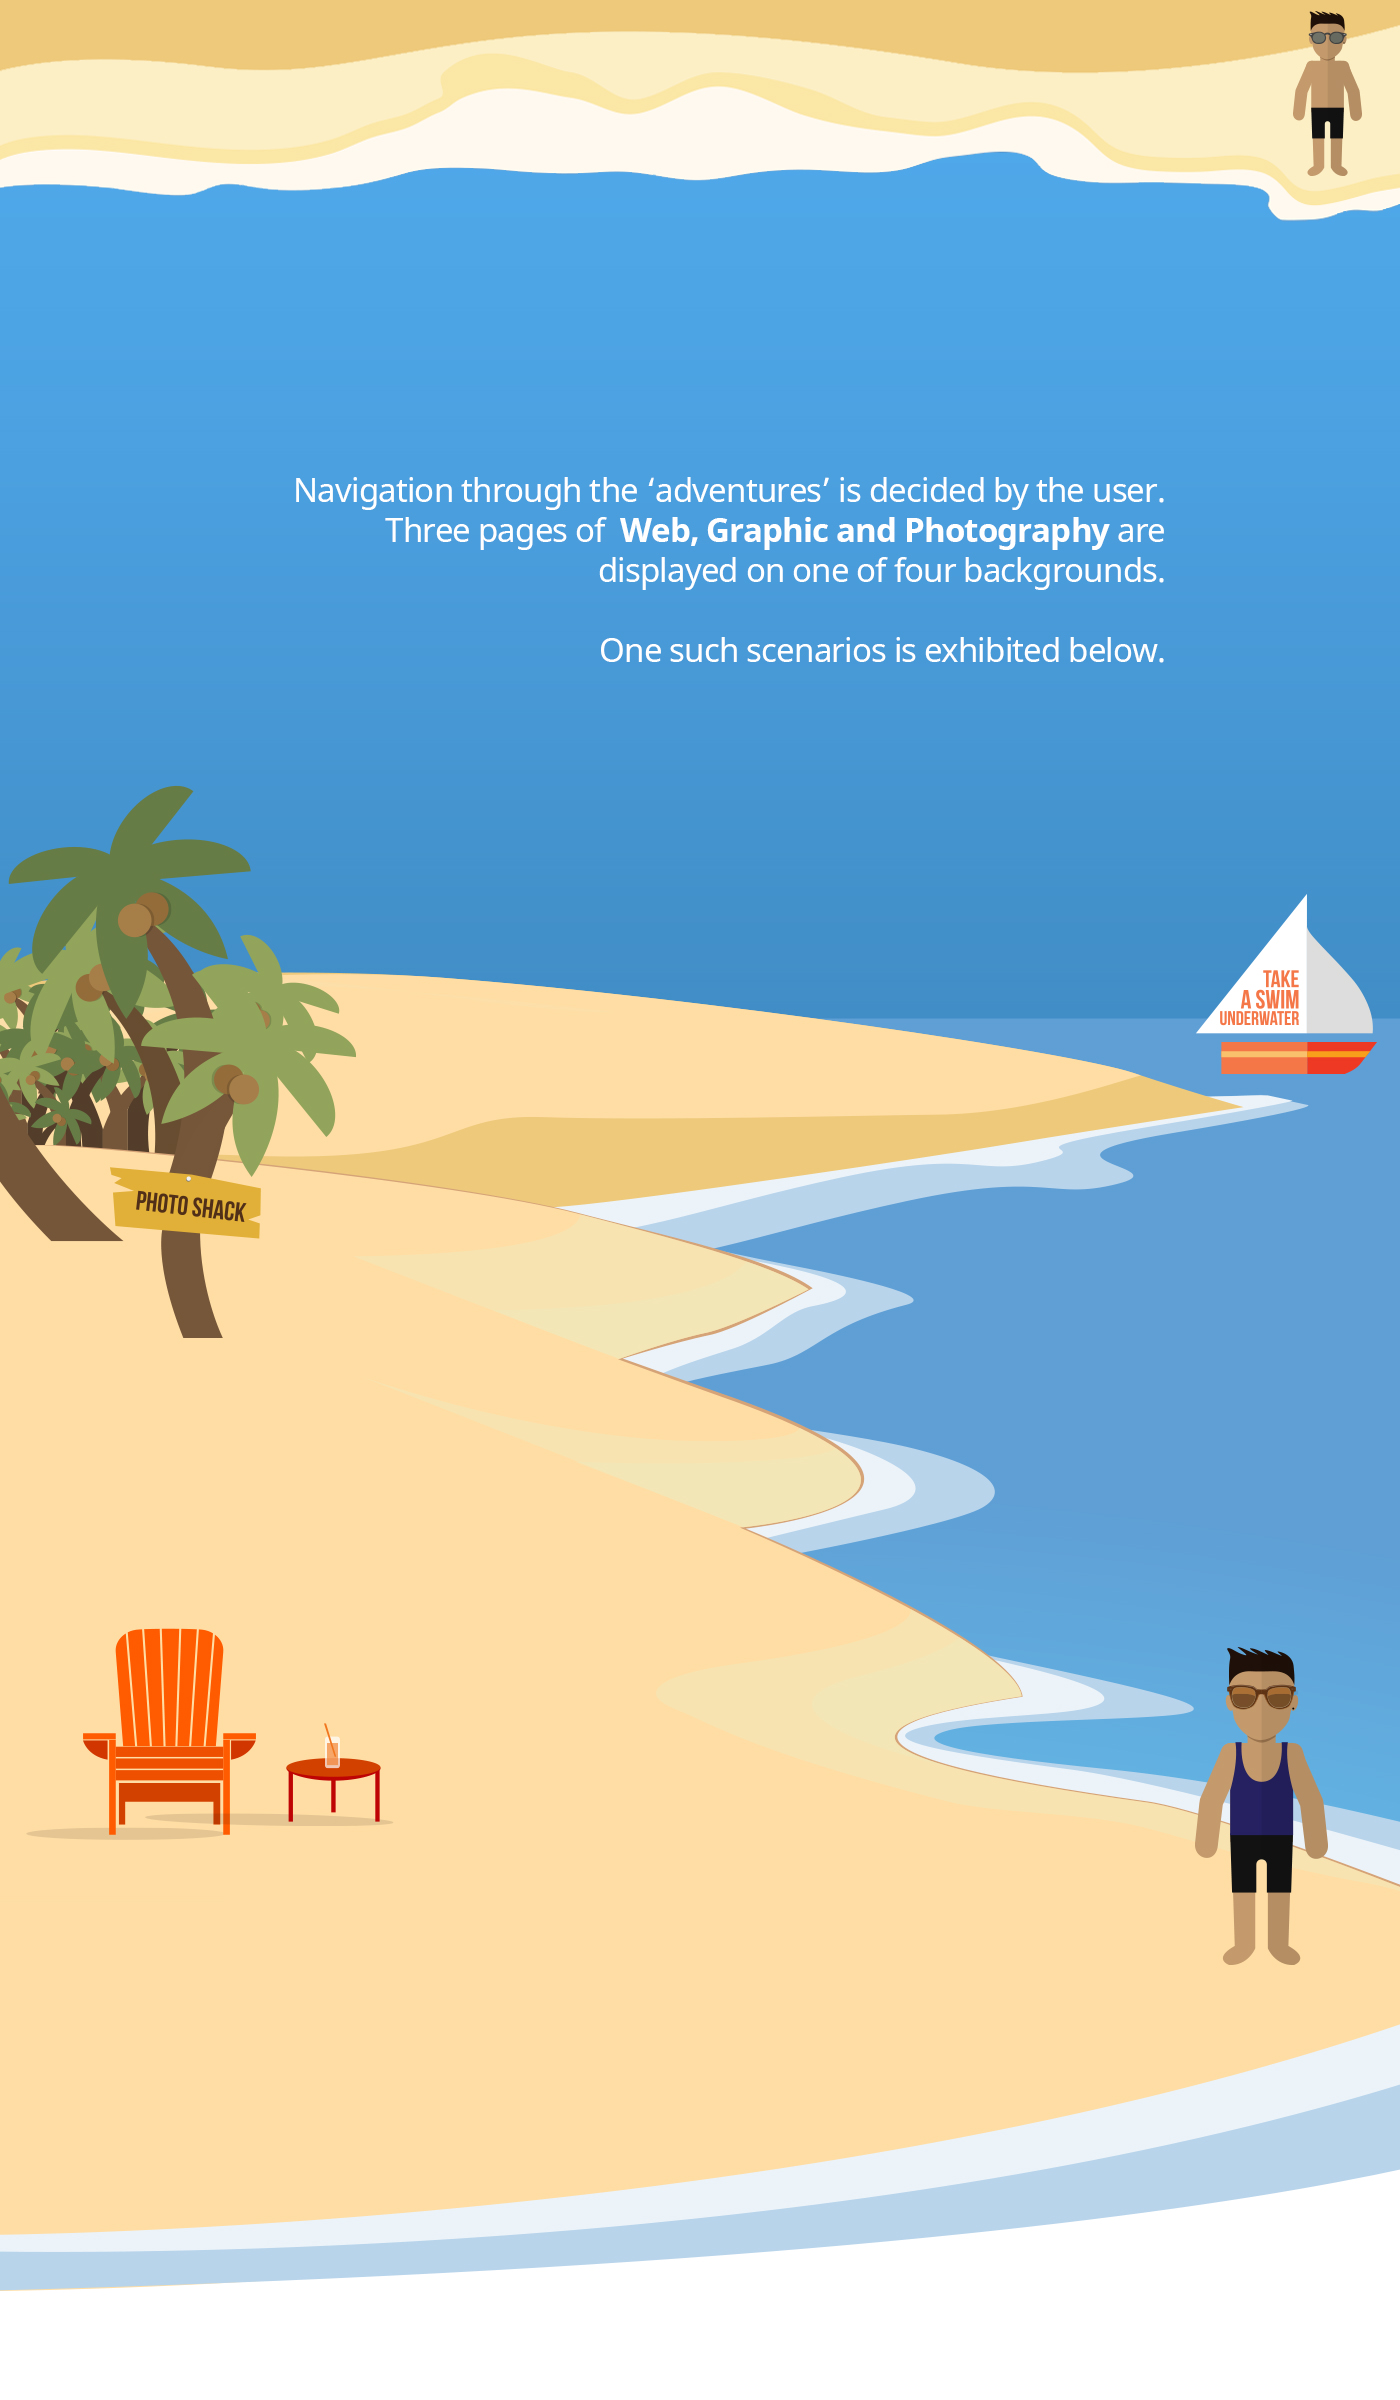 Navigation through the ‘adventures’ is decided by the user.
Three pages of Web, Graphic and Photography are
displayed on one of four backgrounds.
One such scenarios is exhibited below.
TAKE
A SWIM
UNDERWATER
PHOTO SHACK